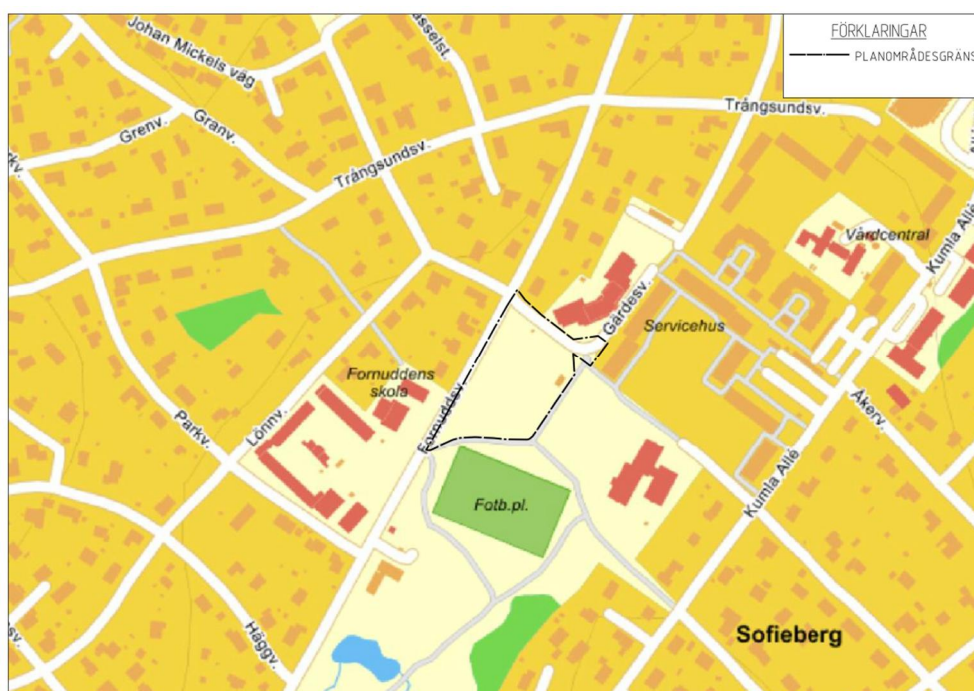 FÖRKLARINGAR
PLANOMRÅDESGRÄNS
Johan Mickels väg
Trångsundsv.
Grenv.
Granv.
Trångsundsv.
Vårdcentral
Kumla Allé
Gärdesv.
Servicehus
Fornuddens
skola
Fornuddsv.
Parkv.
Lönnv.
Åkerv.
Kumla Allé
Fotb.pl.
Häggv.
Sofieberg